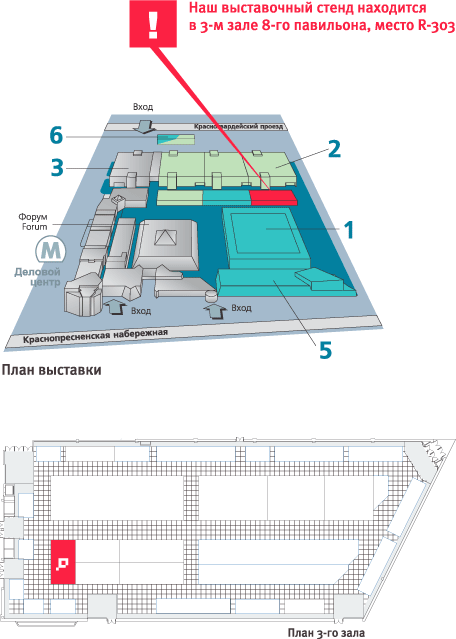 !
Наш выставочный стенд находится
в 3-м зале 8-го павильона, место R-303
Вход
Красногвардейский проезд
6
2
3
1
Форум
Forum
М
Деловой
центр
Вход
Вход
5
Краснопресненская набережная
План выставки
План 3-го зала